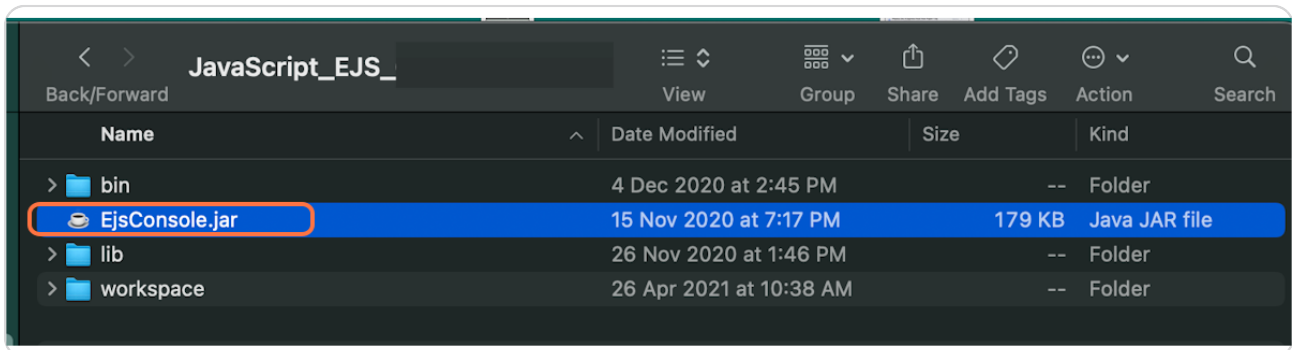 JavaScript_EJS_
Back/Forward View Group Share Add Tags Action Search
Name Date Modified Size Kind
bin 4 Dec 2020 at 2:45 PM -- Folder
EjsConsole.jar 15 Nov 2020 at 7:17 PM 179 KB Java JAR file
lib 26 Nov 2020 at 1:46 PM -- Folder
workspace 26 Apr 2021 at 10:38 AM -- Folder